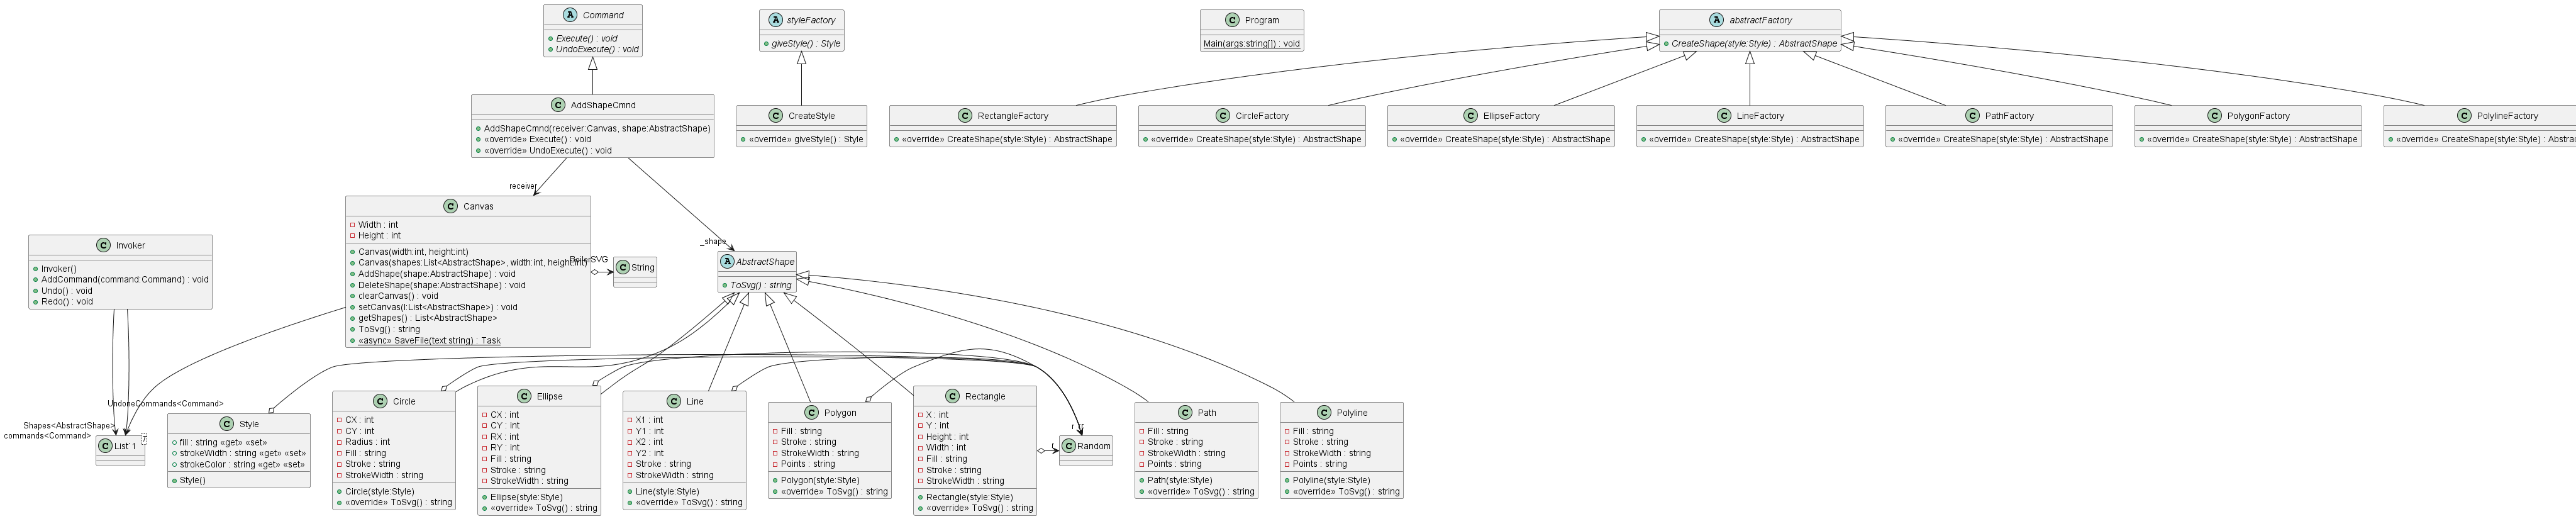 A Command
Execute() : void
UndoExecute() : void
A styleFactory
giveStyle() : Style
C Program
Main(args:string[]) : void
A abstractFactory
CreateShape(style:Style) : AbstractShape
C AddShapeCmnd
AddShapeCmnd(receiver:Canvas, shape:AbstractShape)
«override» Execute() : void
«override» UndoExecute() : void
C CreateStyle
«override» giveStyle() : Style
C RectangleFactory
«override» CreateShape(style:Style) : AbstractShape
C CircleFactory
«override» CreateShape(style:Style) : AbstractShape
C EllipseFactory
«override» CreateShape(style:Style) : AbstractShape
C LineFactory
«override» CreateShape(style:Style) : AbstractShape
C PathFactory
«override» CreateShape(style:Style) : AbstractShape
C PolygonFactory
«override» CreateShape(style:Style) : AbstractShape
C PolylineFactory
«override» CreateShape(style:Style) : Abstrac
receiver
_shape
C Invoker
Invoker()
AddCommand(command:Command) : void
Undo() : void
Redo() : void
C Canvas
Width : int
Height : int
Canvas(width:int, height:int)
Canvas(shapes:List<AbstractShape>, width:int, height:int)
AddShape(shape:AbstractShape) : void
DeleteShape(shape:AbstractShape) : void
clearCanvas() : void
setCanvas(l:List<AbstractShape>) : void
getShapes() : List<AbstractShape>
ToSvg() : string
«async» SaveFile(text:string) : Task
BoilerSVG
C String
A AbstractShape
ToSvg() : string
UndoneCommands<Command>
Shapes<AbstractShape>
commands<Command>
C List`1
T
C Style
fill : string «get» «set»
strokeWidth : string «get» «set»
strokeColor : string «get» «set»
Style()
C Circle
CX : int
CY : int
Radius : int
Fill : string
Stroke : string
StrokeWidth : string
Circle(style:Style)
«override» ToSvg() : string
C Ellipse
CX : int
CY : int
RX : int
RY : int
Fill : string
Stroke : string
StrokeWidth : string
Ellipse(style:Style)
«override» ToSvg() : string
C Line
X1 : int
Y1 : int
X2 : int
Y2 : int
Stroke : string
StrokeWidth : string
Line(style:Style)
«override» ToSvg() : string
C Polygon
Fill : string
Stroke : string
StrokeWidth : string
Points : string
Polygon(style:Style)
«override» ToSvg() : string
C Rectangle
X : int
Y : int
Height : int
Width : int
Fill : string
Stroke : string
StrokeWidth : string
Rectangle(style:Style)
«override» ToSvg() : string
r
r
C Random
C Path
Fill : string
Stroke : string
StrokeWidth : string
Points : string
Path(style:Style)
«override» ToSvg() : string
C Polyline
Fill : string
Stroke : string
StrokeWidth : string
Points : string
Polyline(style:Style)
«override» ToSvg() : string